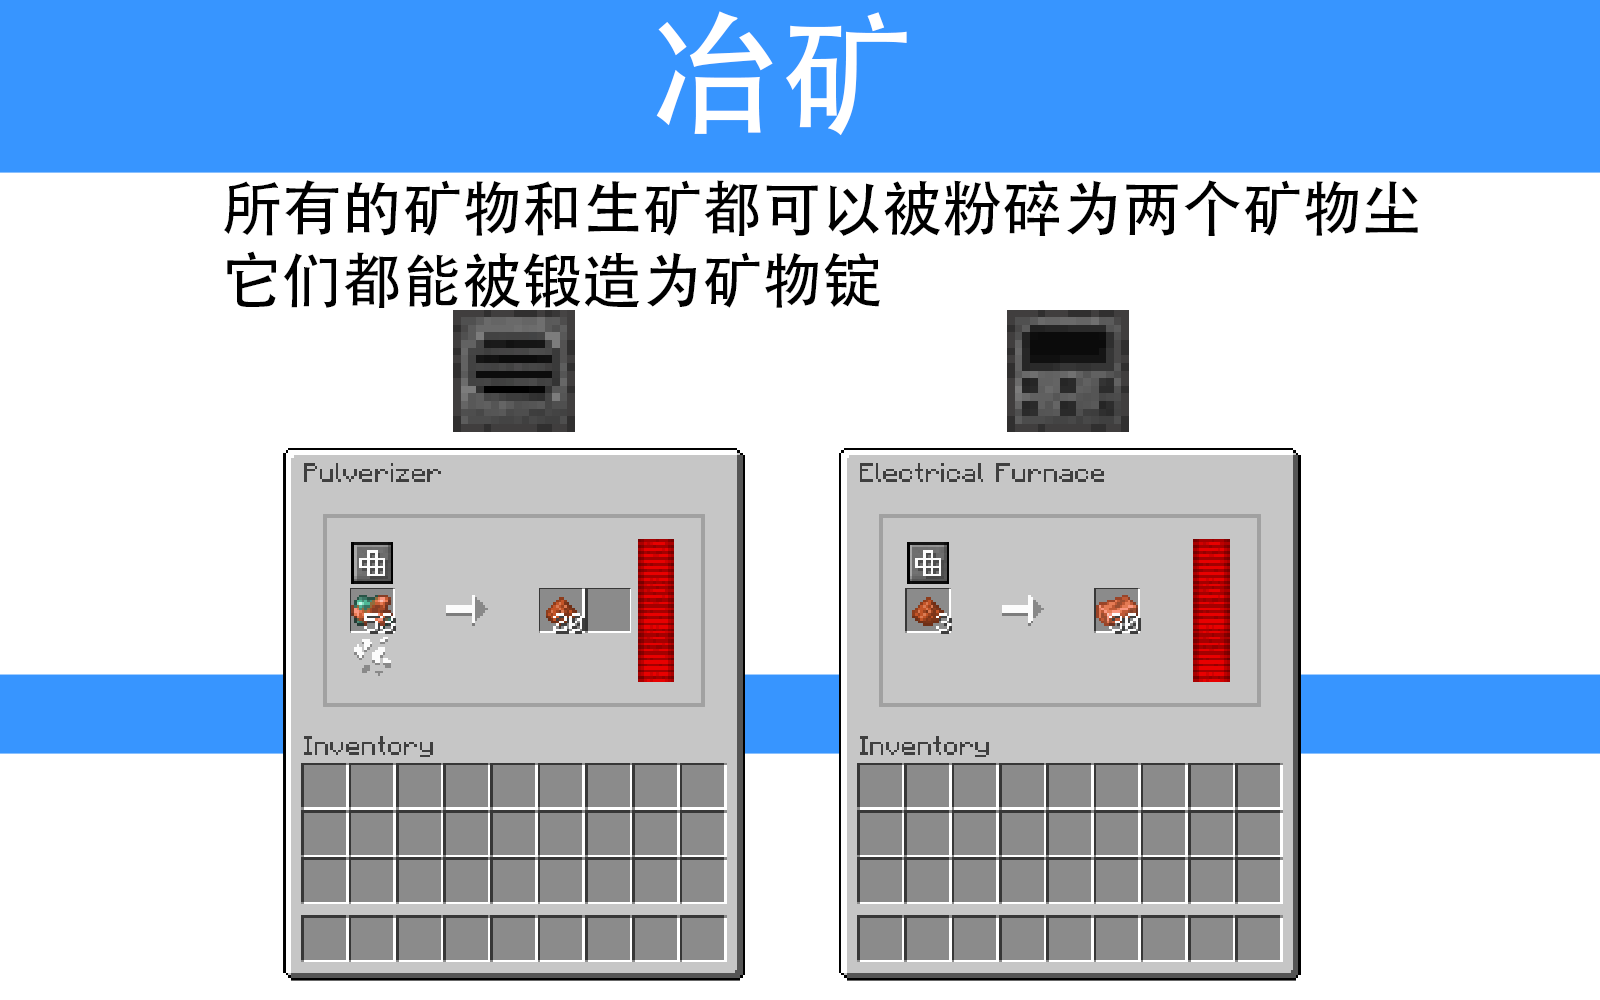 冶矿
所有的矿物和生矿都可以被粉碎为两个矿物尘
它们都能被锻造为矿物锭
Pulverizer
Electrical Furnace
53
20
3
30
Inventory
Inventory